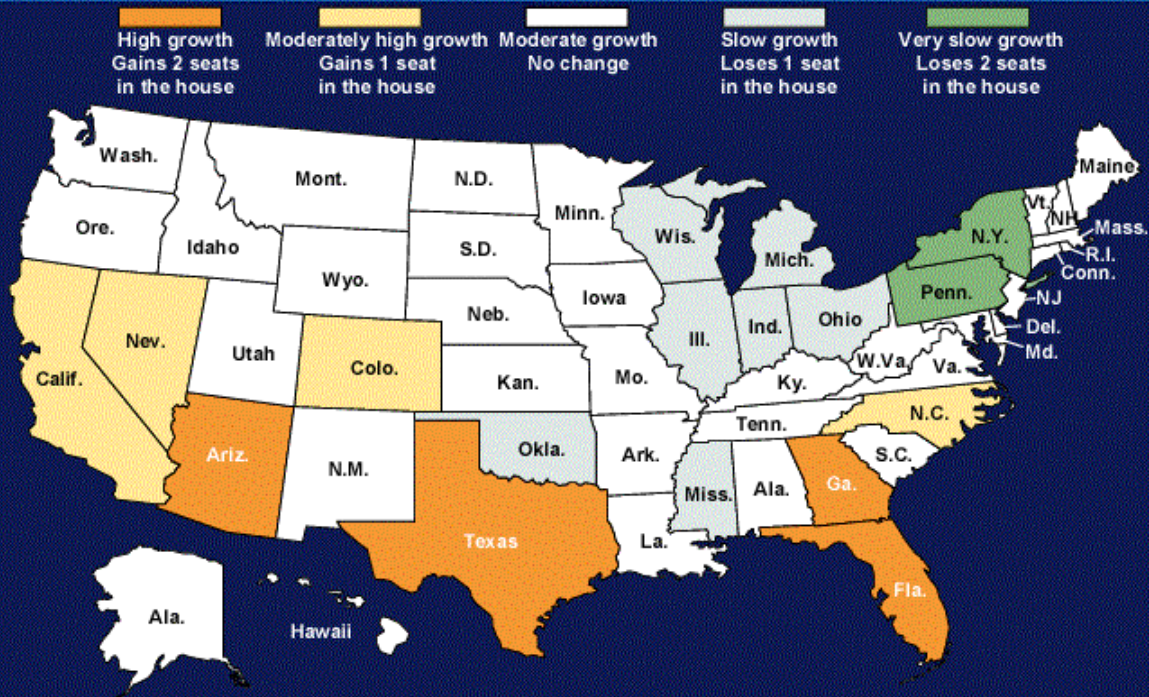 High growth
Gains 2 seats
in the house
Moderately high growth
Gains 1 seat
in the house
Moderate growth
No change
Slow growth
Loses 1 seat
in the house
Very slow growth
Loses 2 seats
in the house
Wash.
Mont.
N.D.
Minn.
Maine
Vt.
NH
Mass.
Ore.
Idaho
S.D.
Wis.
Mich.
N.Y.
R.I.
Conn.
Wyo.
Iowa
Penn.
NJ
Neb.
Nev.
Utah
Colo.
Ill.
Ind.
Ohio
Del.
Md.
Calif.
Kan.
Mo.
Ky.
W.Va.
Va.
Ariz.
N.M.
Okla.
Ark.
Tenn.
N.C.
S.C.
Miss.
Ala.
Ga.
Texas
La.
Fla.
Ala.
Hawaii